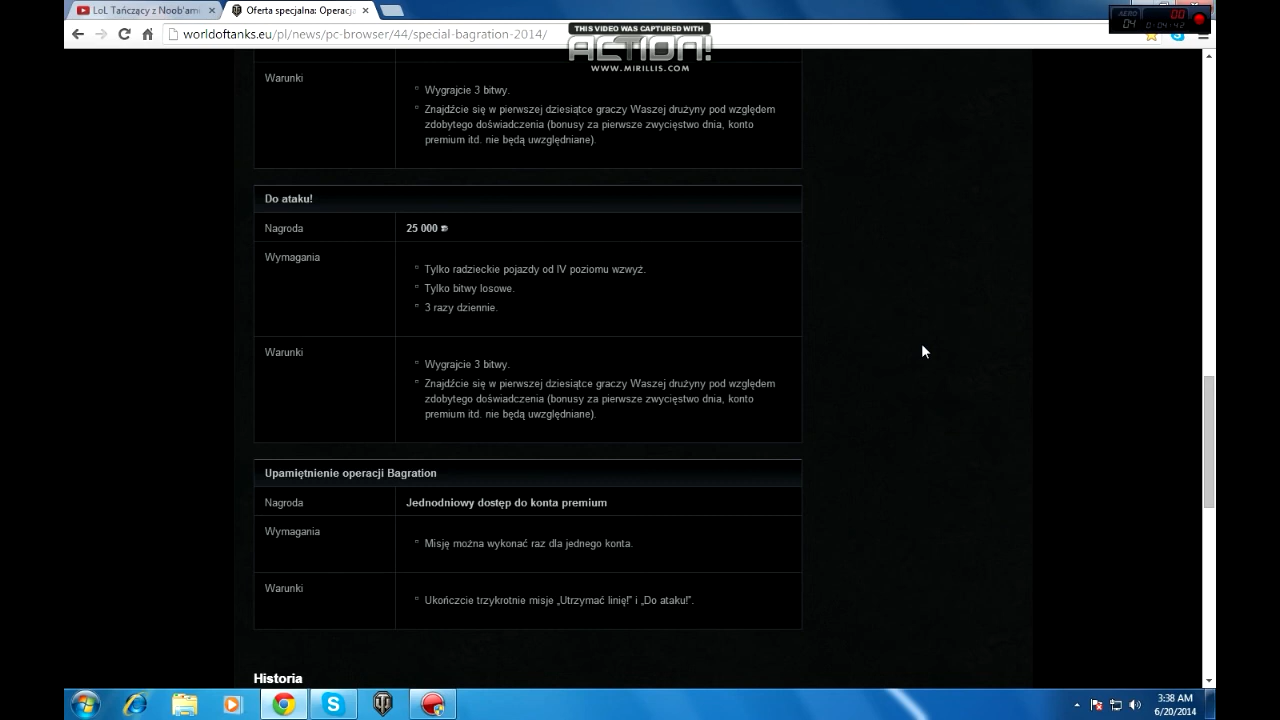 LoL Tańczący z Noob'ami
Oferta specjalna: Operacja
AERO
04
00
0:04:42
worldoftanks.eu/pl/news/pc-browser/44/special-bagration-2014/
THIS VIDEO WAS CAPTURED WITH
ACTION!
WWW.MIRILLIS.COM
Warunki
Wygrajcie 3 bitwy.
Znajdźcie się w pierwszej dziesiątce graczy Waszej drużyny pod względem
zdobytego doświadczenia (bonusy za pierwsze zwycięstwo dnia, konto
premium itd. nie będą uwzględniane).
Do ataku!
Nagroda
25 000
Wymagania
Tylko radzieckie pojazdy od IV poziomu wzwyż.
Tylko bitwy losowe.
3 razy dziennie.
Warunki
Wygrajcie 3 bitwy.
Znajdźcie się w pierwszej dziesiątce graczy Waszej drużyny pod względem
zdobytego doświadczenia (bonusy za pierwsze zwycięstwo dnia, konto
premium itd. nie będą uwzględniane).
Upamiętnienie operacji Bagration
Nagroda
Jednodniowy dostęp do konta premium
Wymagania
Misję można wykonać raz dla jednego konta.
Warunki
Ukończcie trzykrotnie misje „Utrzymać linię!" i „Do ataku!".
Historia
3:38 AM
6/20/2014